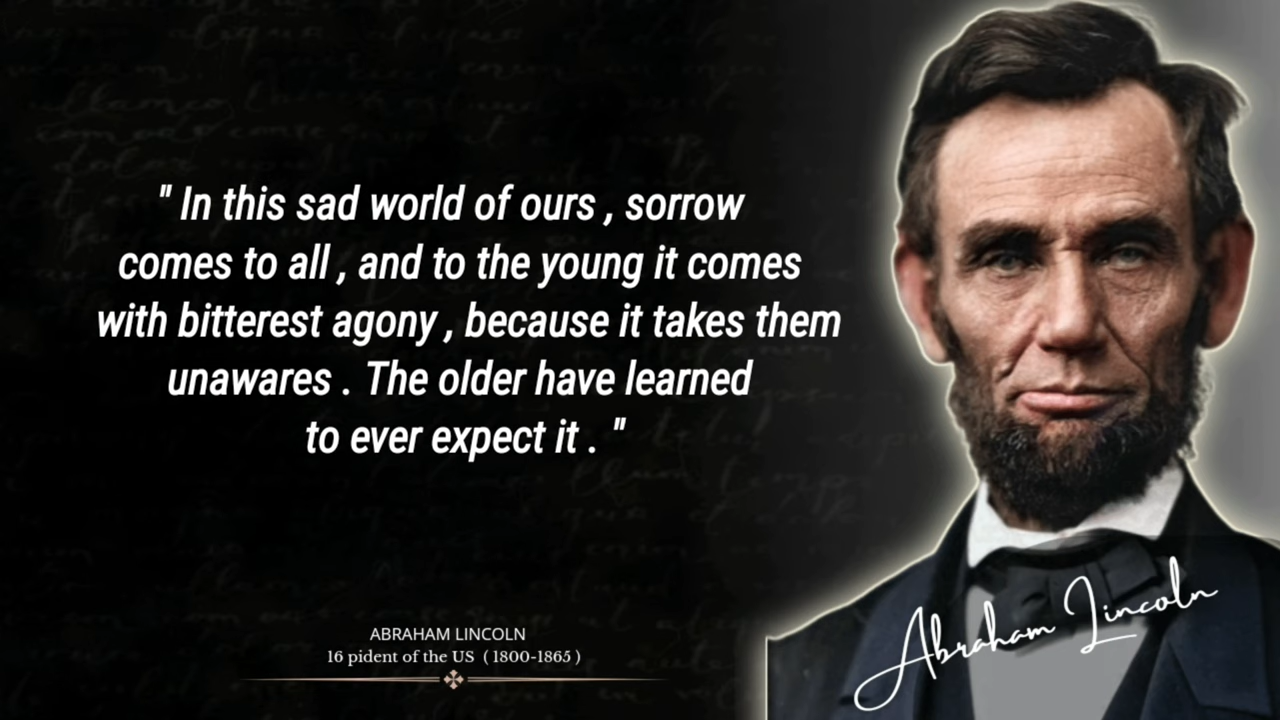 " In this sad world of ours , sorrow
comes to all , and to the young it comes
with bitterest agony , because it takes them
unawares . The older have learned
to ever expect it . "
ABRAHAM LINCOLN
16 pident of the US ( 1800-1865 )
Abraham Lincoln